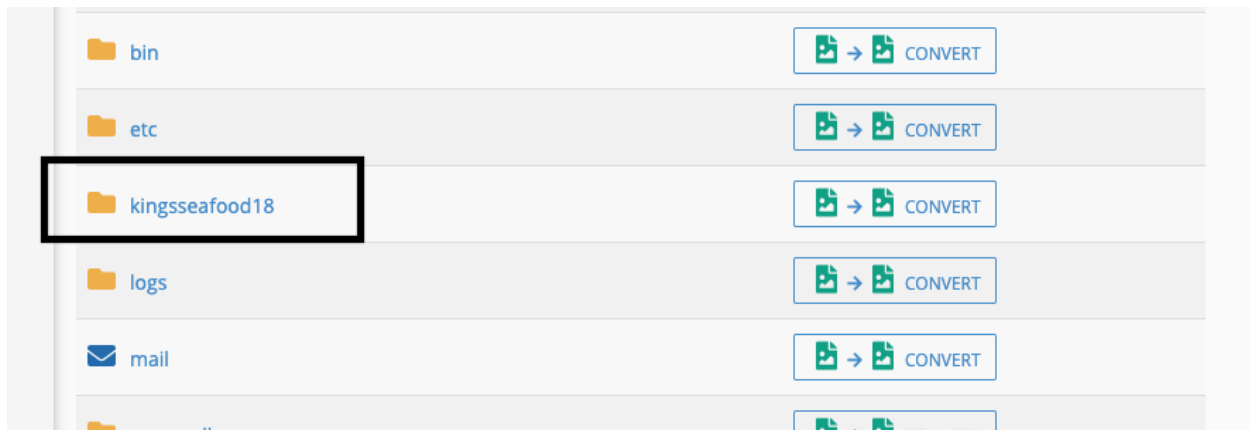 bin CONVERT
etc CONVERT
kingsseafood18 CONVERT
logs CONVERT
mail CONVERT